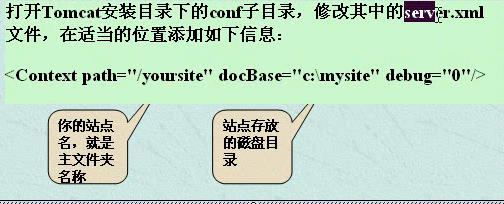 打开Tomcat安装目录下的conf子目录，修改其中的server.xml
文件，在适当的位置添加如下信息：
<Context path="/yoursite" docBase="c:\mysite" debug="0"/>
你的站点
名，就是
主文件夹
名称
站点存放
的磁盘目
录